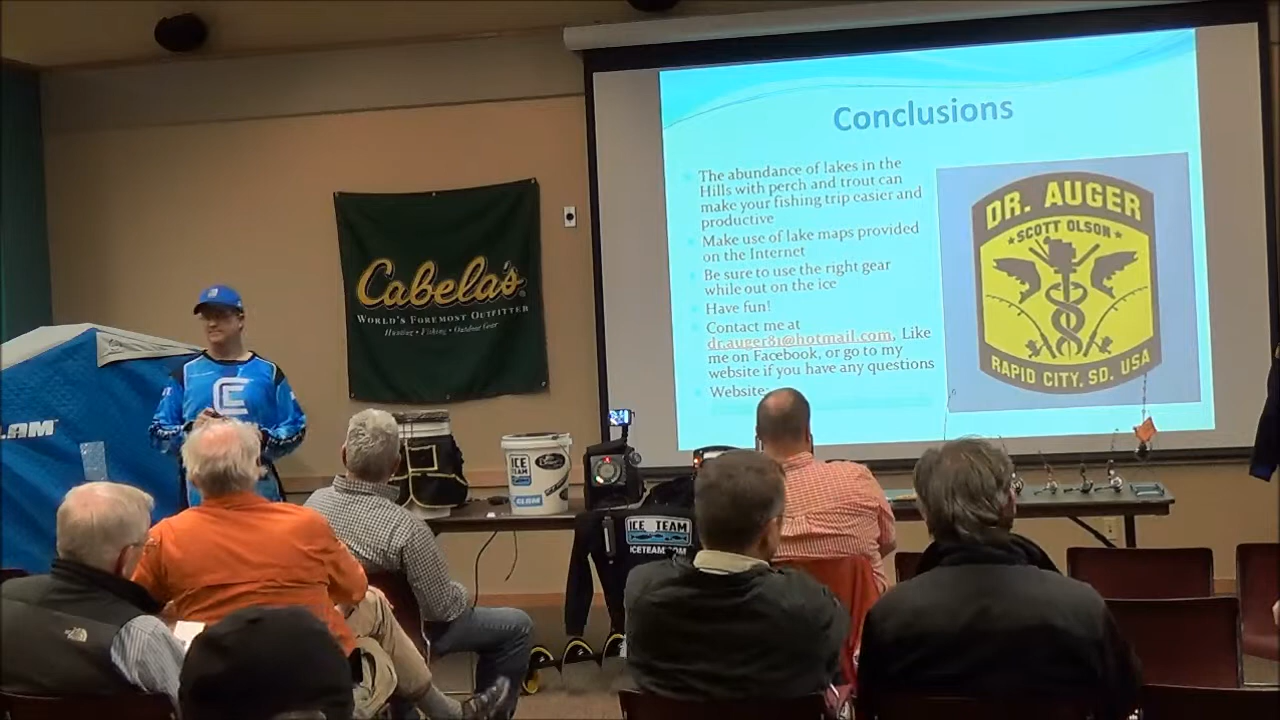 Conclusions
The abundance of lakes in the
Hills with perch and trout can
make your fishing trip easier and
productive
Make use of lake maps provided
on the Internet
Be sure to use the right gear
while out on the ice
Have fun!
Contact me at
dr.auger81@hotmail.com, Like
me on Facebook, or go to my
website if you have any questions
Website:
DR. AUGER
SCOTT OLSON
RAPID CITY, SD. USA
Cabela's
WORLD'S FOREMOST OUTFITTER
Hunting • Fishing • Outdoor Gear
C
LAM
ICE
TEAM
CLAM
ICE TEAM
ICETEAM.COM